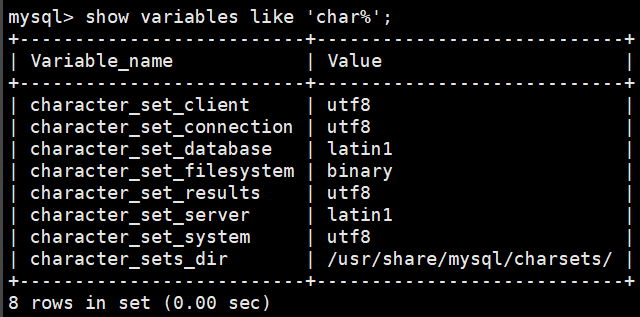 mysql> show variables like 'char%';
+--------------------------+----------------------------+
| Variable_name            | Value                      |
+--------------------------+----------------------------+
| character_set_client     | utf8                       |
| character_set_connection | utf8                       |
| character_set_database   | latin1                     |
| character_set_filesystem | binary                     |
| character_set_results    | utf8                       |
| character_set_server     | latin1                     |
| character_set_system     | utf8                       |
| character_sets_dir       | /usr/share/mysql/charsets/ |
+--------------------------+----------------------------+
8 rows in set (0.00 sec)